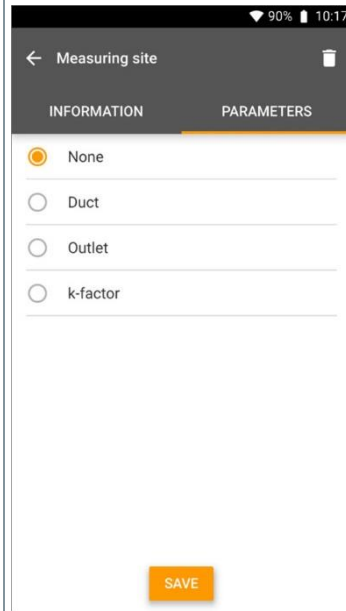 90% 10:17
Measuring site
INFORMATION PARAMETERS
None
Duct
Outlet
k-factor
SAVE